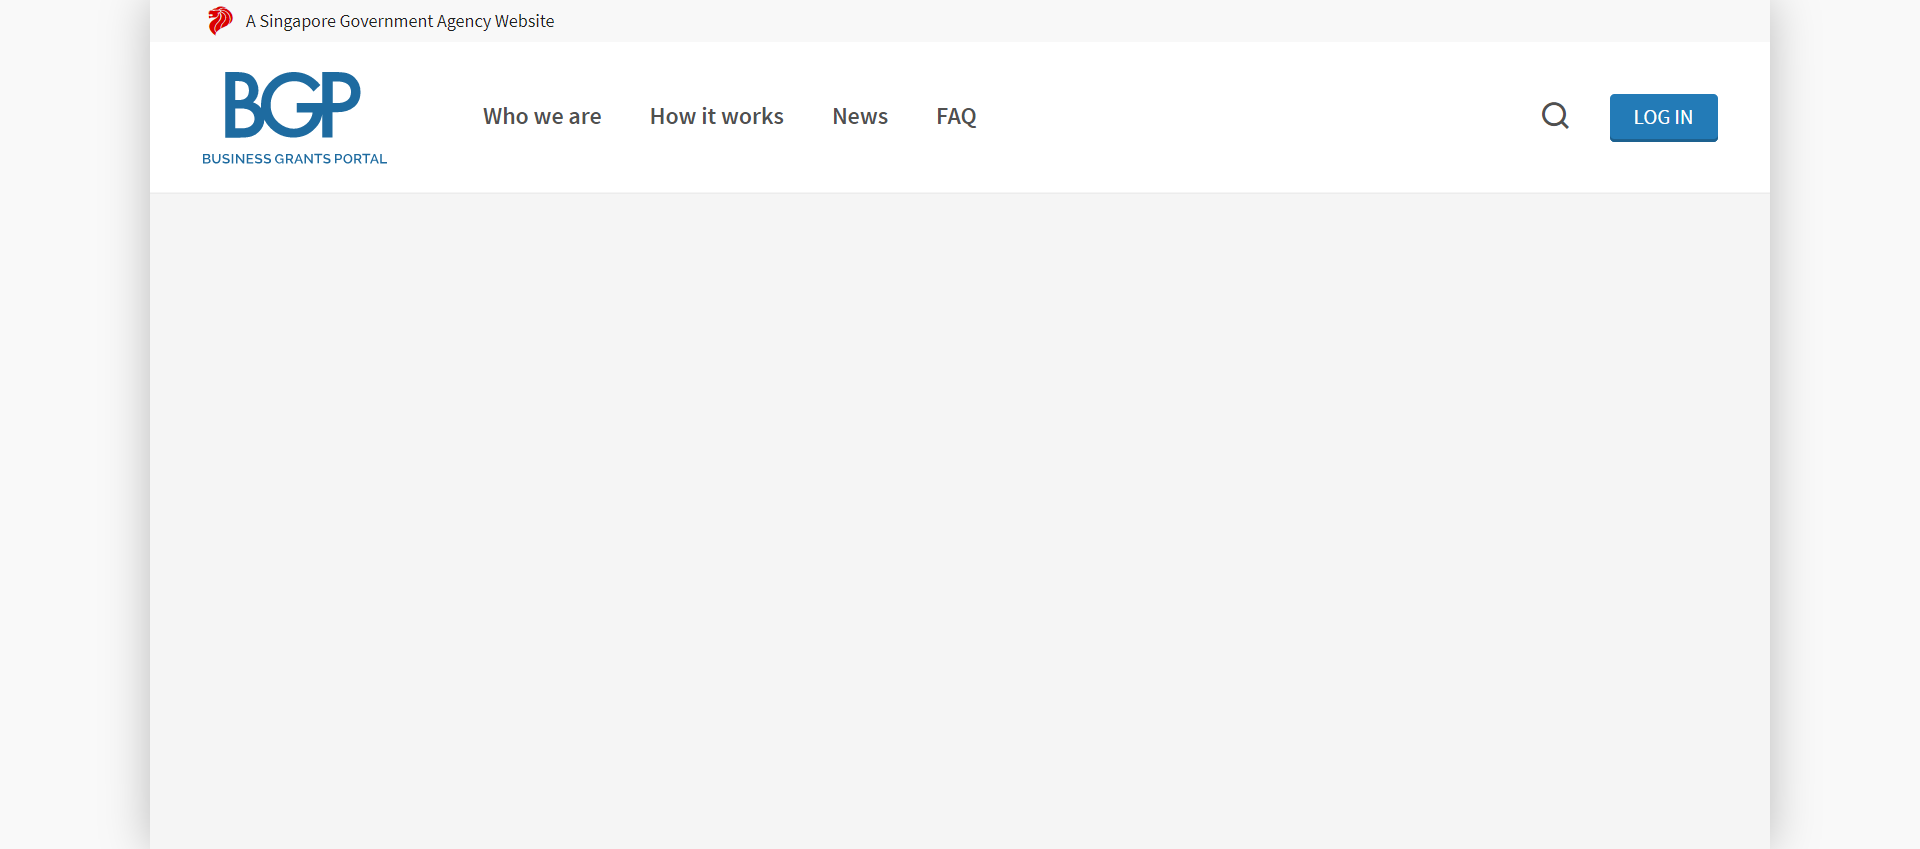 A Singapore Government Agency Website
BGP
BUSINESS GRANTS PORTAL
Who we are
How it works
News
FAQ
LOG IN